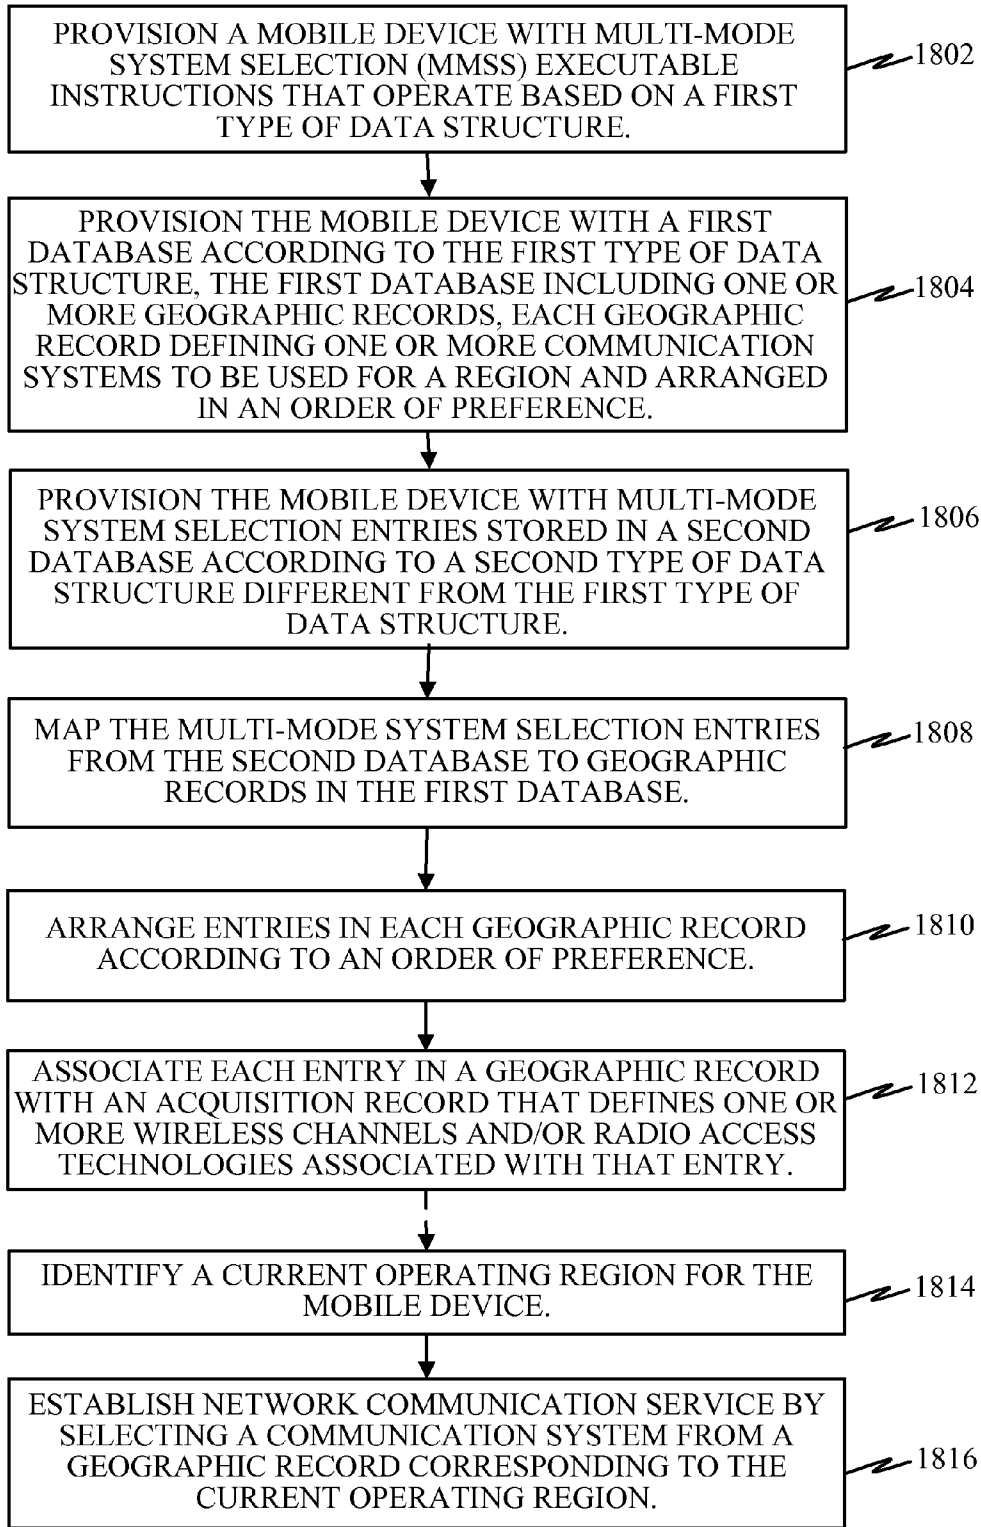 PROVISION A MOBILE DEVICE WITH MULTI-MODE
SYSTEM SELECTION (MMSS) EXECUTABLE
INSTRUCTIONS THAT OPERATE BASED ON A FIRST
TYPE OF DATA STRUCTURE.
1802
PROVISION THE MOBILE DEVICE WITH A FIRST
DATABASE ACCORDING TO THE FIRST TYPE OF DATA
STRUCTURE, THE FIRST DATABASE INCLUDING ONE OR
MORE GEOGRAPHIC RECORDS, EACH GEOGRAPHIC
RECORD DEFINING ONE OR MORE COMMUNICATION
SYSTEMS TO BE USED FOR A REGION AND ARRANGED
IN AN ORDER OF PREFERENCE.
1804
PROVISION THE MOBILE DEVICE WITH MULTI-MODE
SYSTEM SELECTION ENTRIES STORED IN A SECOND
DATABASE ACCORDING TO A SECOND TYPE OF DATA
STRUCTURE DIFFERENT FROM THE FIRST TYPE OF
DATA STRUCTURE.
1806
MAP THE MULTI-MODE SYSTEM SELECTION ENTRIES
FROM THE SECOND DATABASE TO GEOGRAPHIC
RECORDS IN THE FIRST DATABASE.
1808
ARRANGE ENTRIES IN EACH GEOGRAPHIC RECORD
ACCORDING TO AN ORDER OF PREFERENCE.
1810
ASSOCIATE EACH ENTRY IN A GEOGRAPHIC RECORD
WITH AN ACQUISITION RECORD THAT DEFINES ONE OR
MORE WIRELESS CHANNELS AND/OR RADIO ACCESS
TECHNOLOGIES ASSOCIATED WITH THAT ENTRY.
1812
IDENTIFY A CURRENT OPERATING REGION FOR THE
MOBILE DEVICE.
1814
ESTABLISH NETWORK COMMUNICATION SERVICE BY
SELECTING A COMMUNICATION SYSTEM FROM A
GEOGRAPHIC RECORD CORRESPONDING TO THE
CURRENT OPERATING REGION.
1816